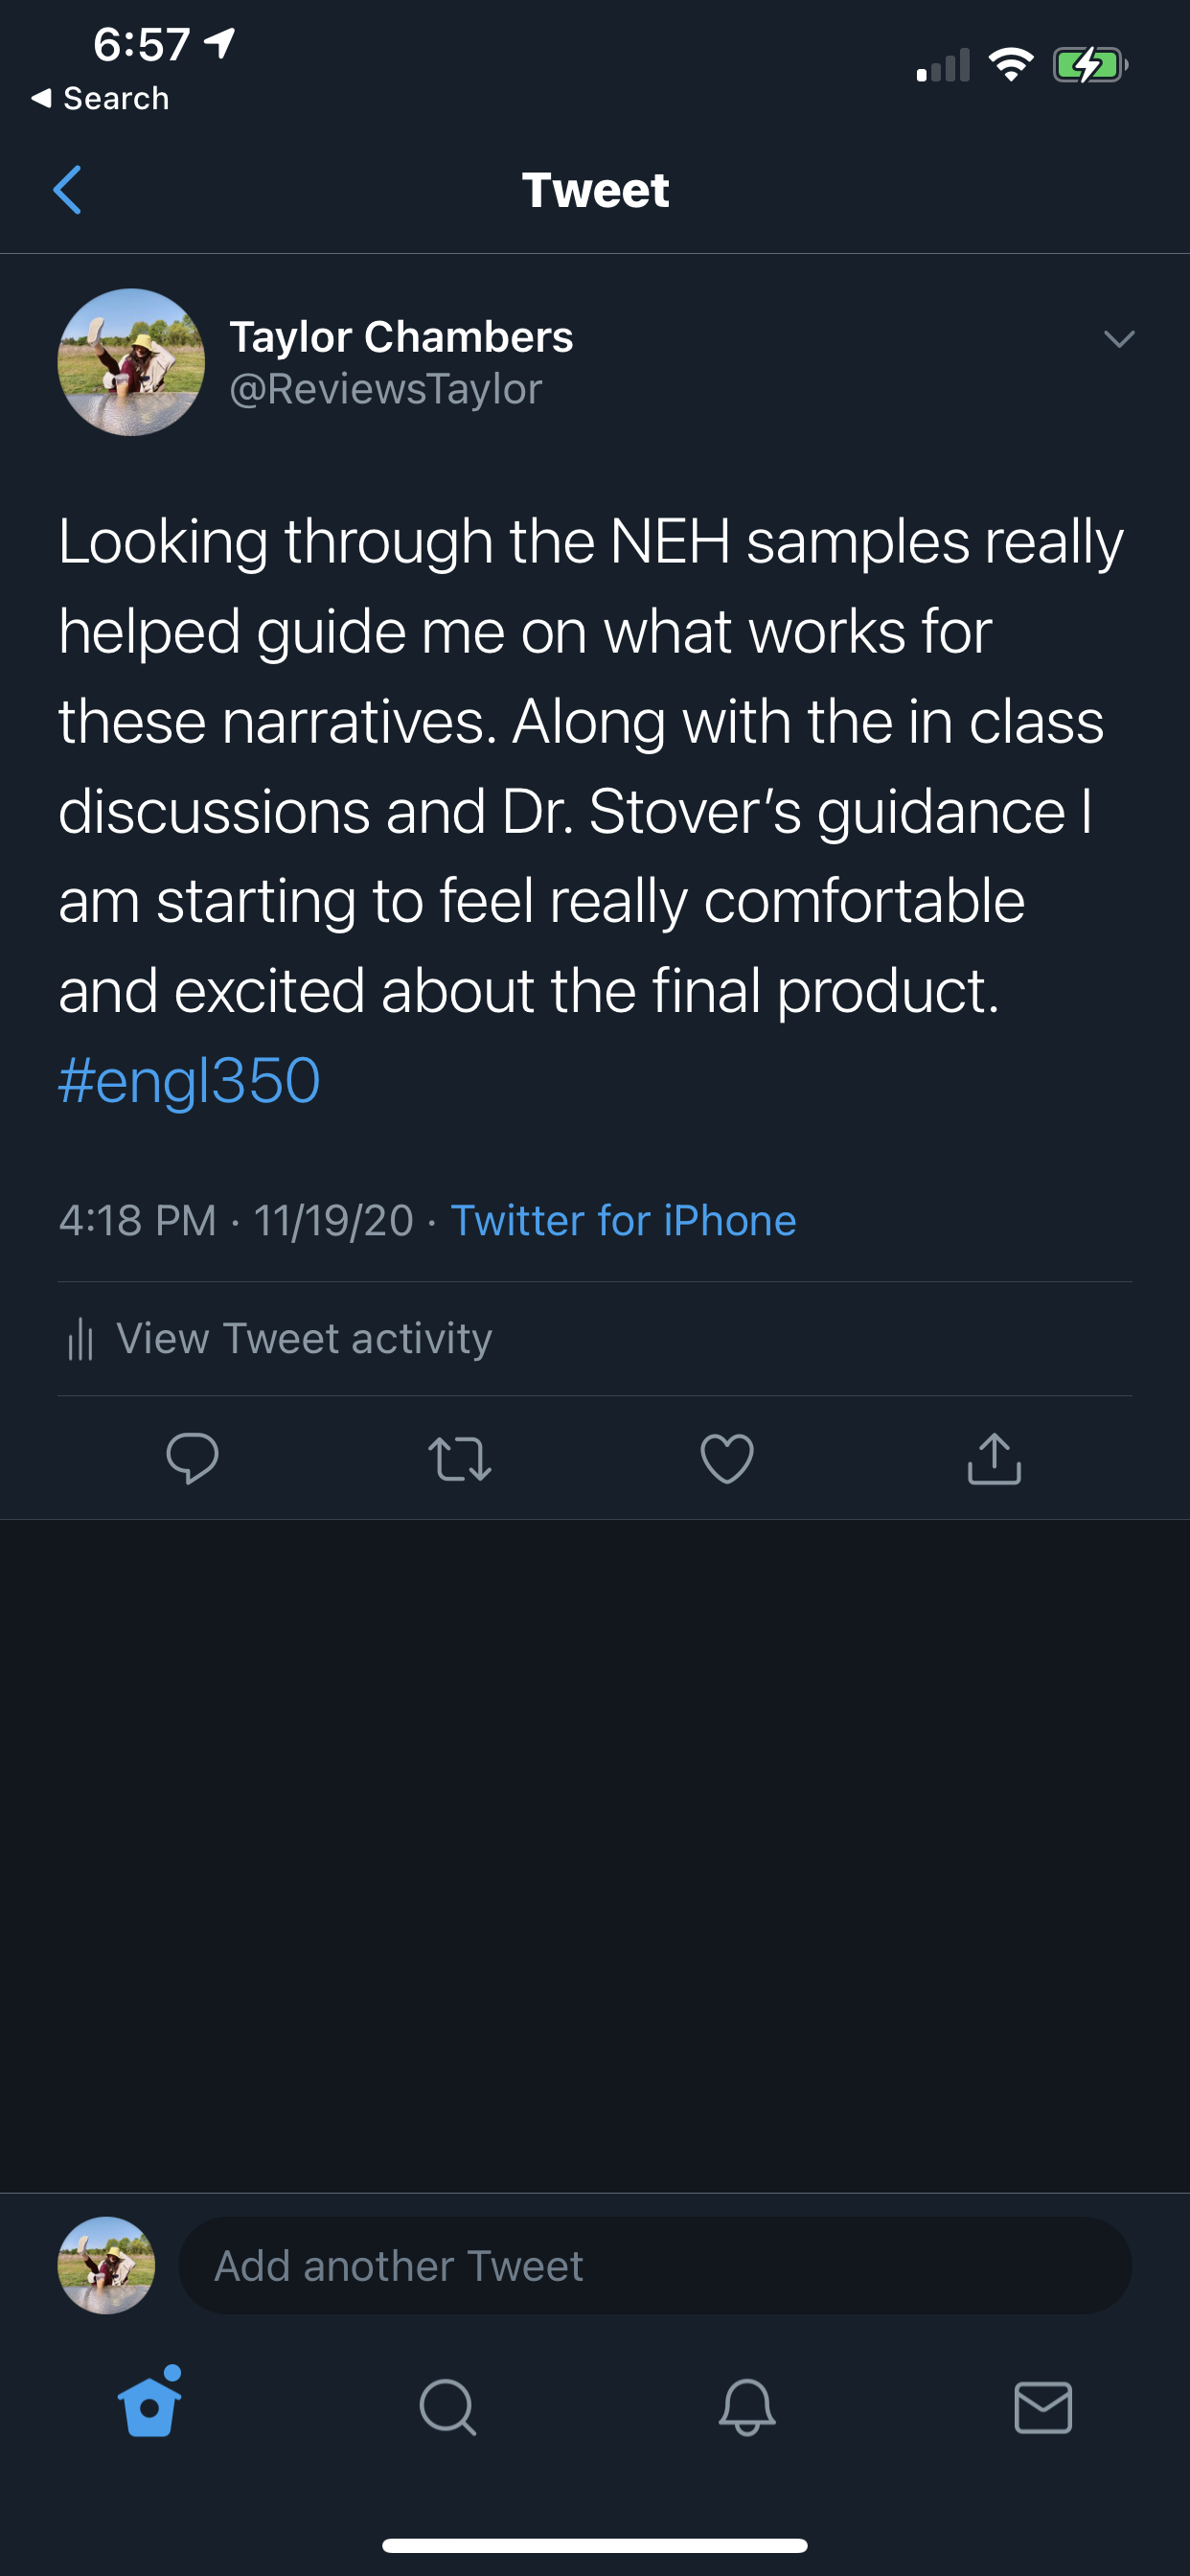 6:57
Search
Tweet
Taylor Chambers
@ReviewsTaylor
Looking through the NEH samples really
helped guide me on what works for
these narratives. Along with the in class
discussions and Dr. Stover’s guidance I
am starting to feel really comfortable
and excited about the final product.
#engl350
4:18 PM · 11/19/20 · Twitter for iPhone
View Tweet activity
Add another Tweet